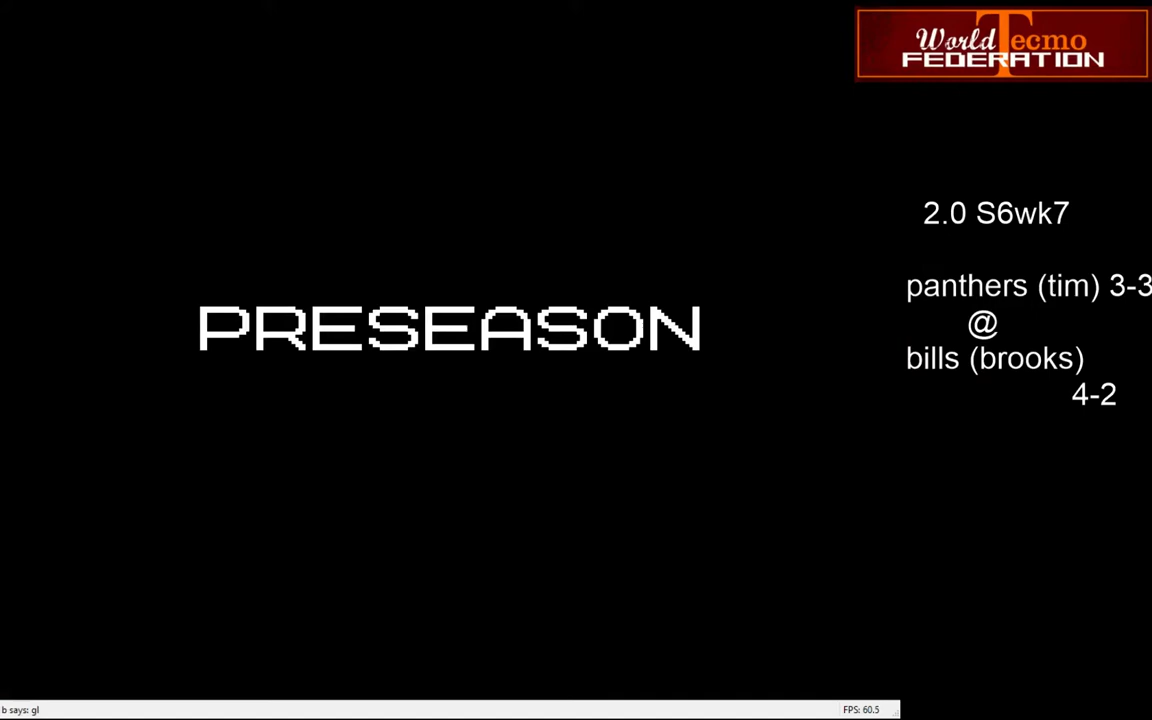 World Tecmo
FEDERATION
2.0 S6wk7
panthers (tim) 3-3
@
bills (brooks)
4-2
PRESEASON
b says: gl
FPS: 60.5